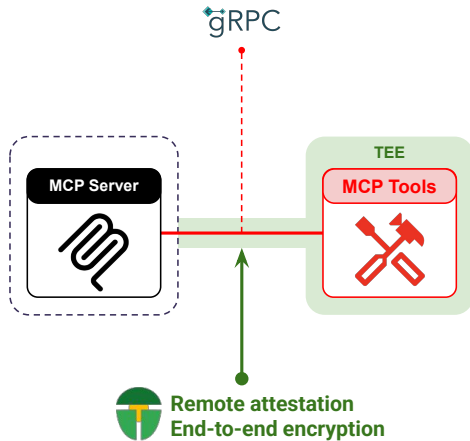 gRPC
TEE
MCP Server
MCP Tools
Remote attestation
End-to-end encryption